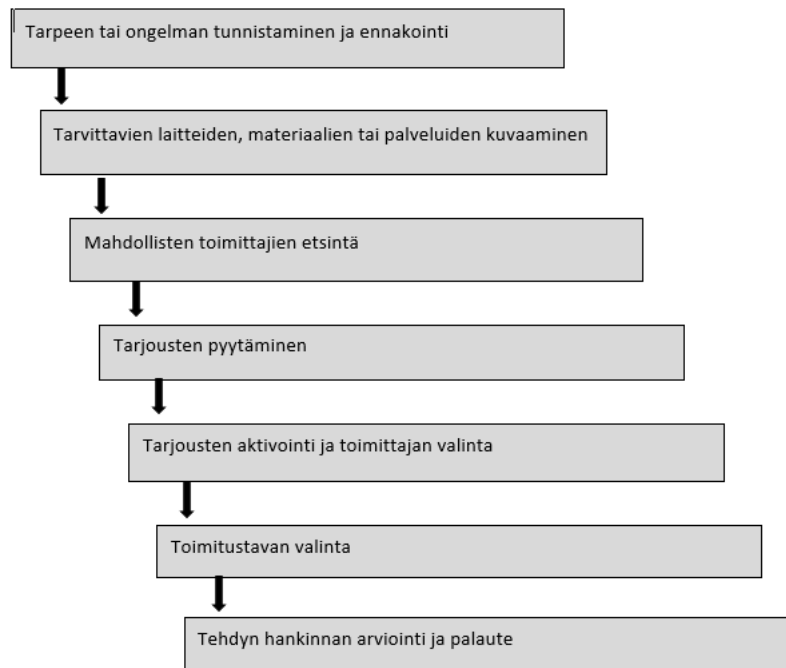 Tarpeen tai ongelman tunnistaminen ja ennakointi
Tarvittavien laitteiden, materiaalien tai palveluiden kuvaaminen
Mahdollisten toimittajien etsintä
Tarjousten pyytäminen
Tarjousten aktivointi ja toimittajan valinta
Toimitustavan valinta
Tehdyn hankinnan arviointi ja palaute